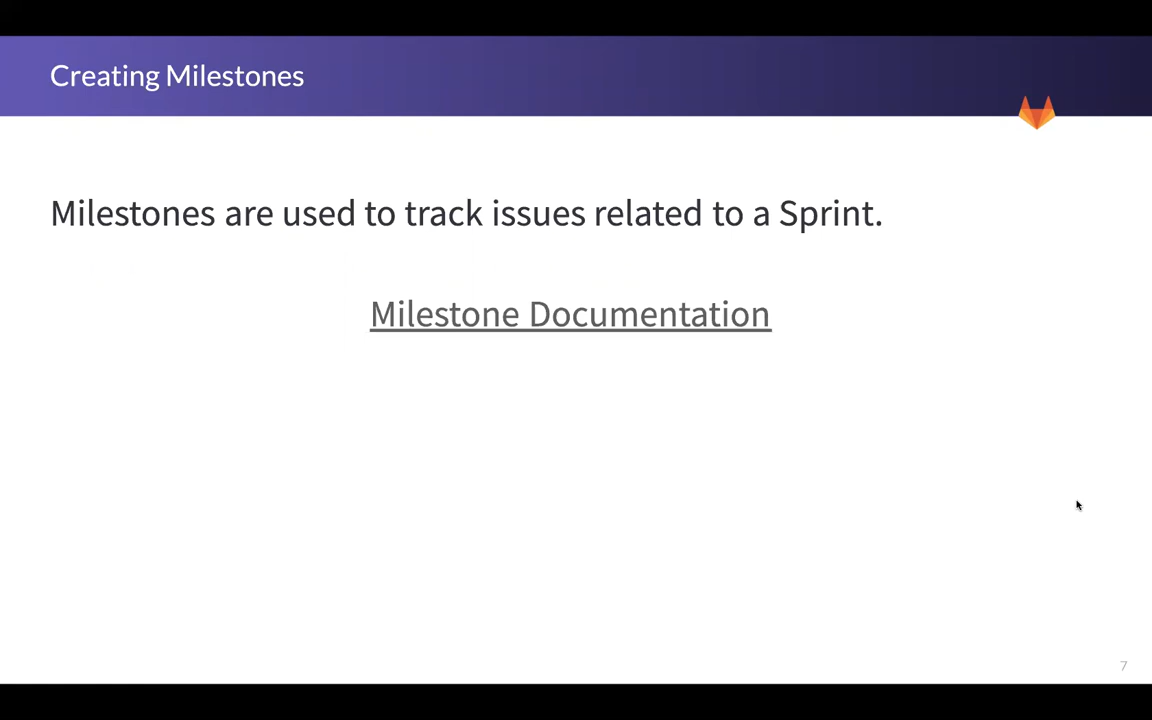 Creating Milestones
Milestones are used to track issues related to a Sprint.
Milestone Documentation
7